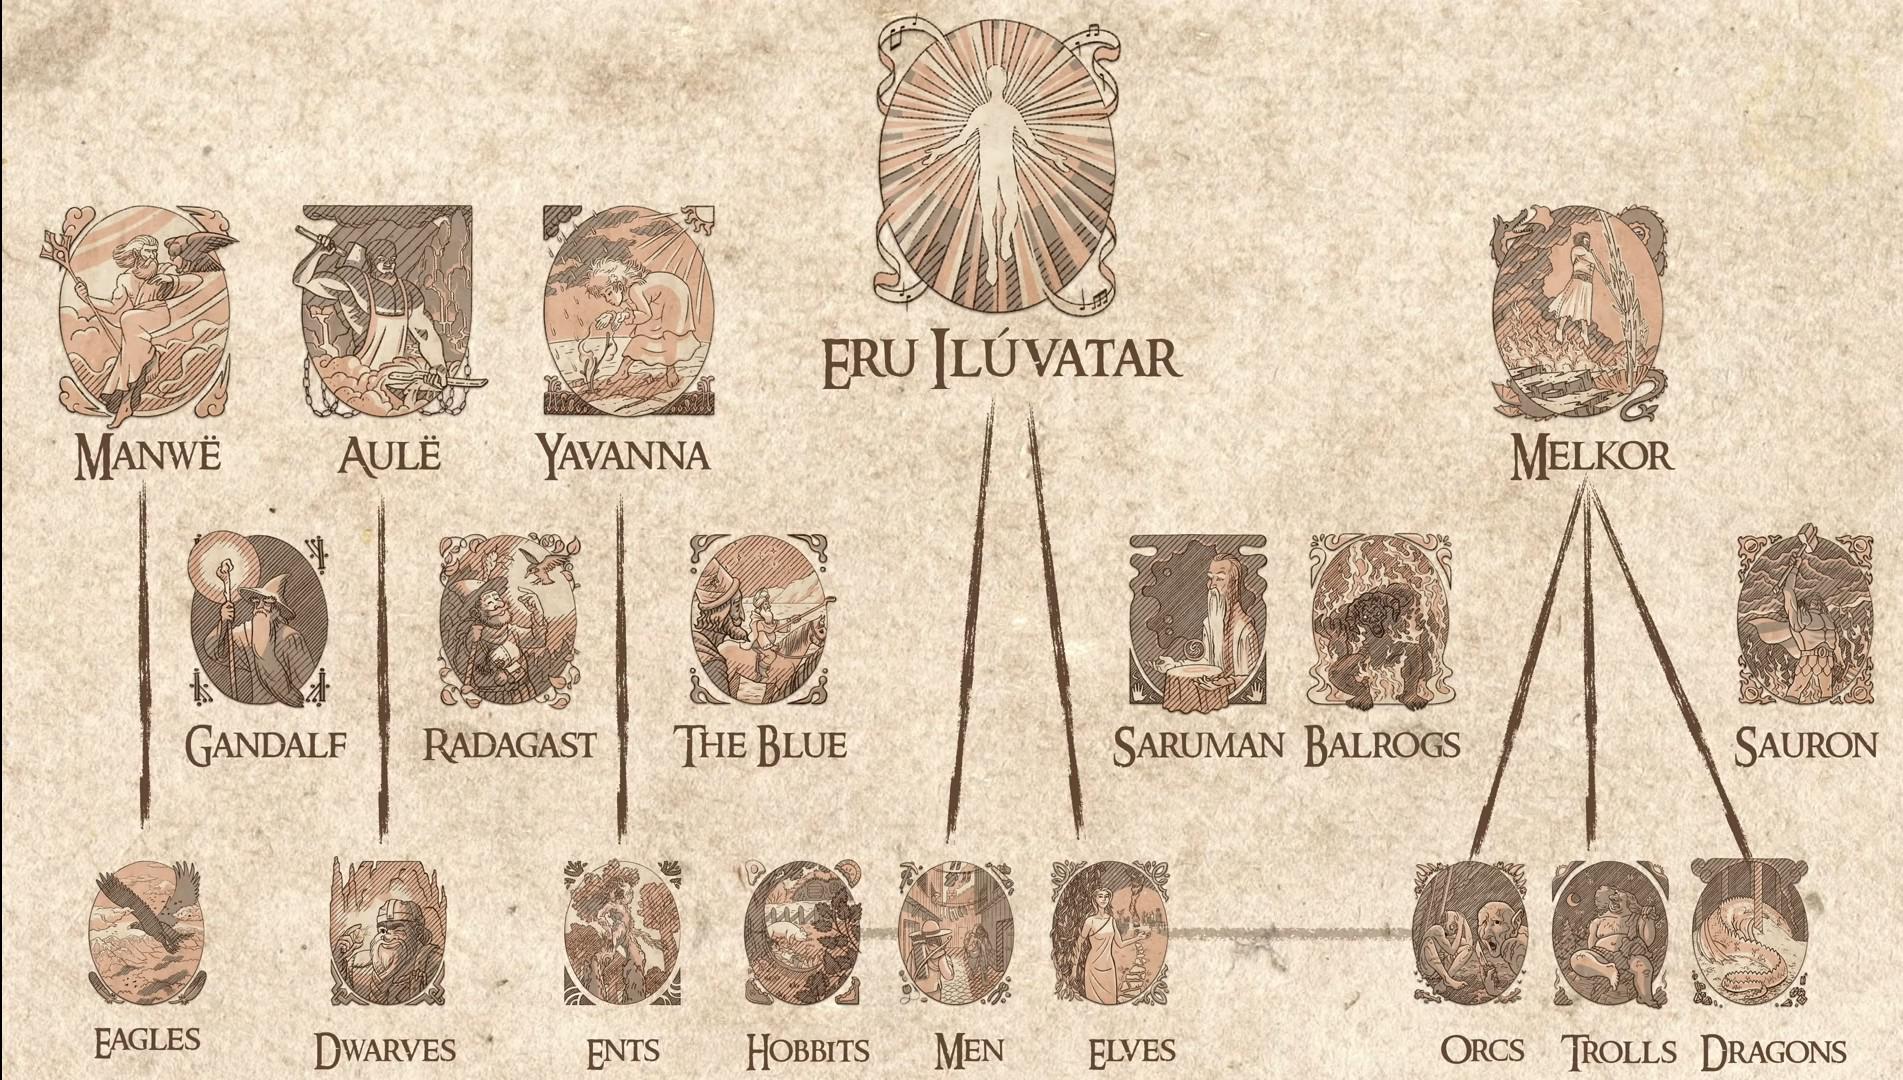 Eru Ilúvatar
Manwë
Aulë
Yavanna
Melkor
Gandalf
Radagast
The Blue
Saruman
Balrogs
Sauron
Eagles
Dwarves
Ents
Hobbits
Men
Elves
Orcs
Trolls
Dragons